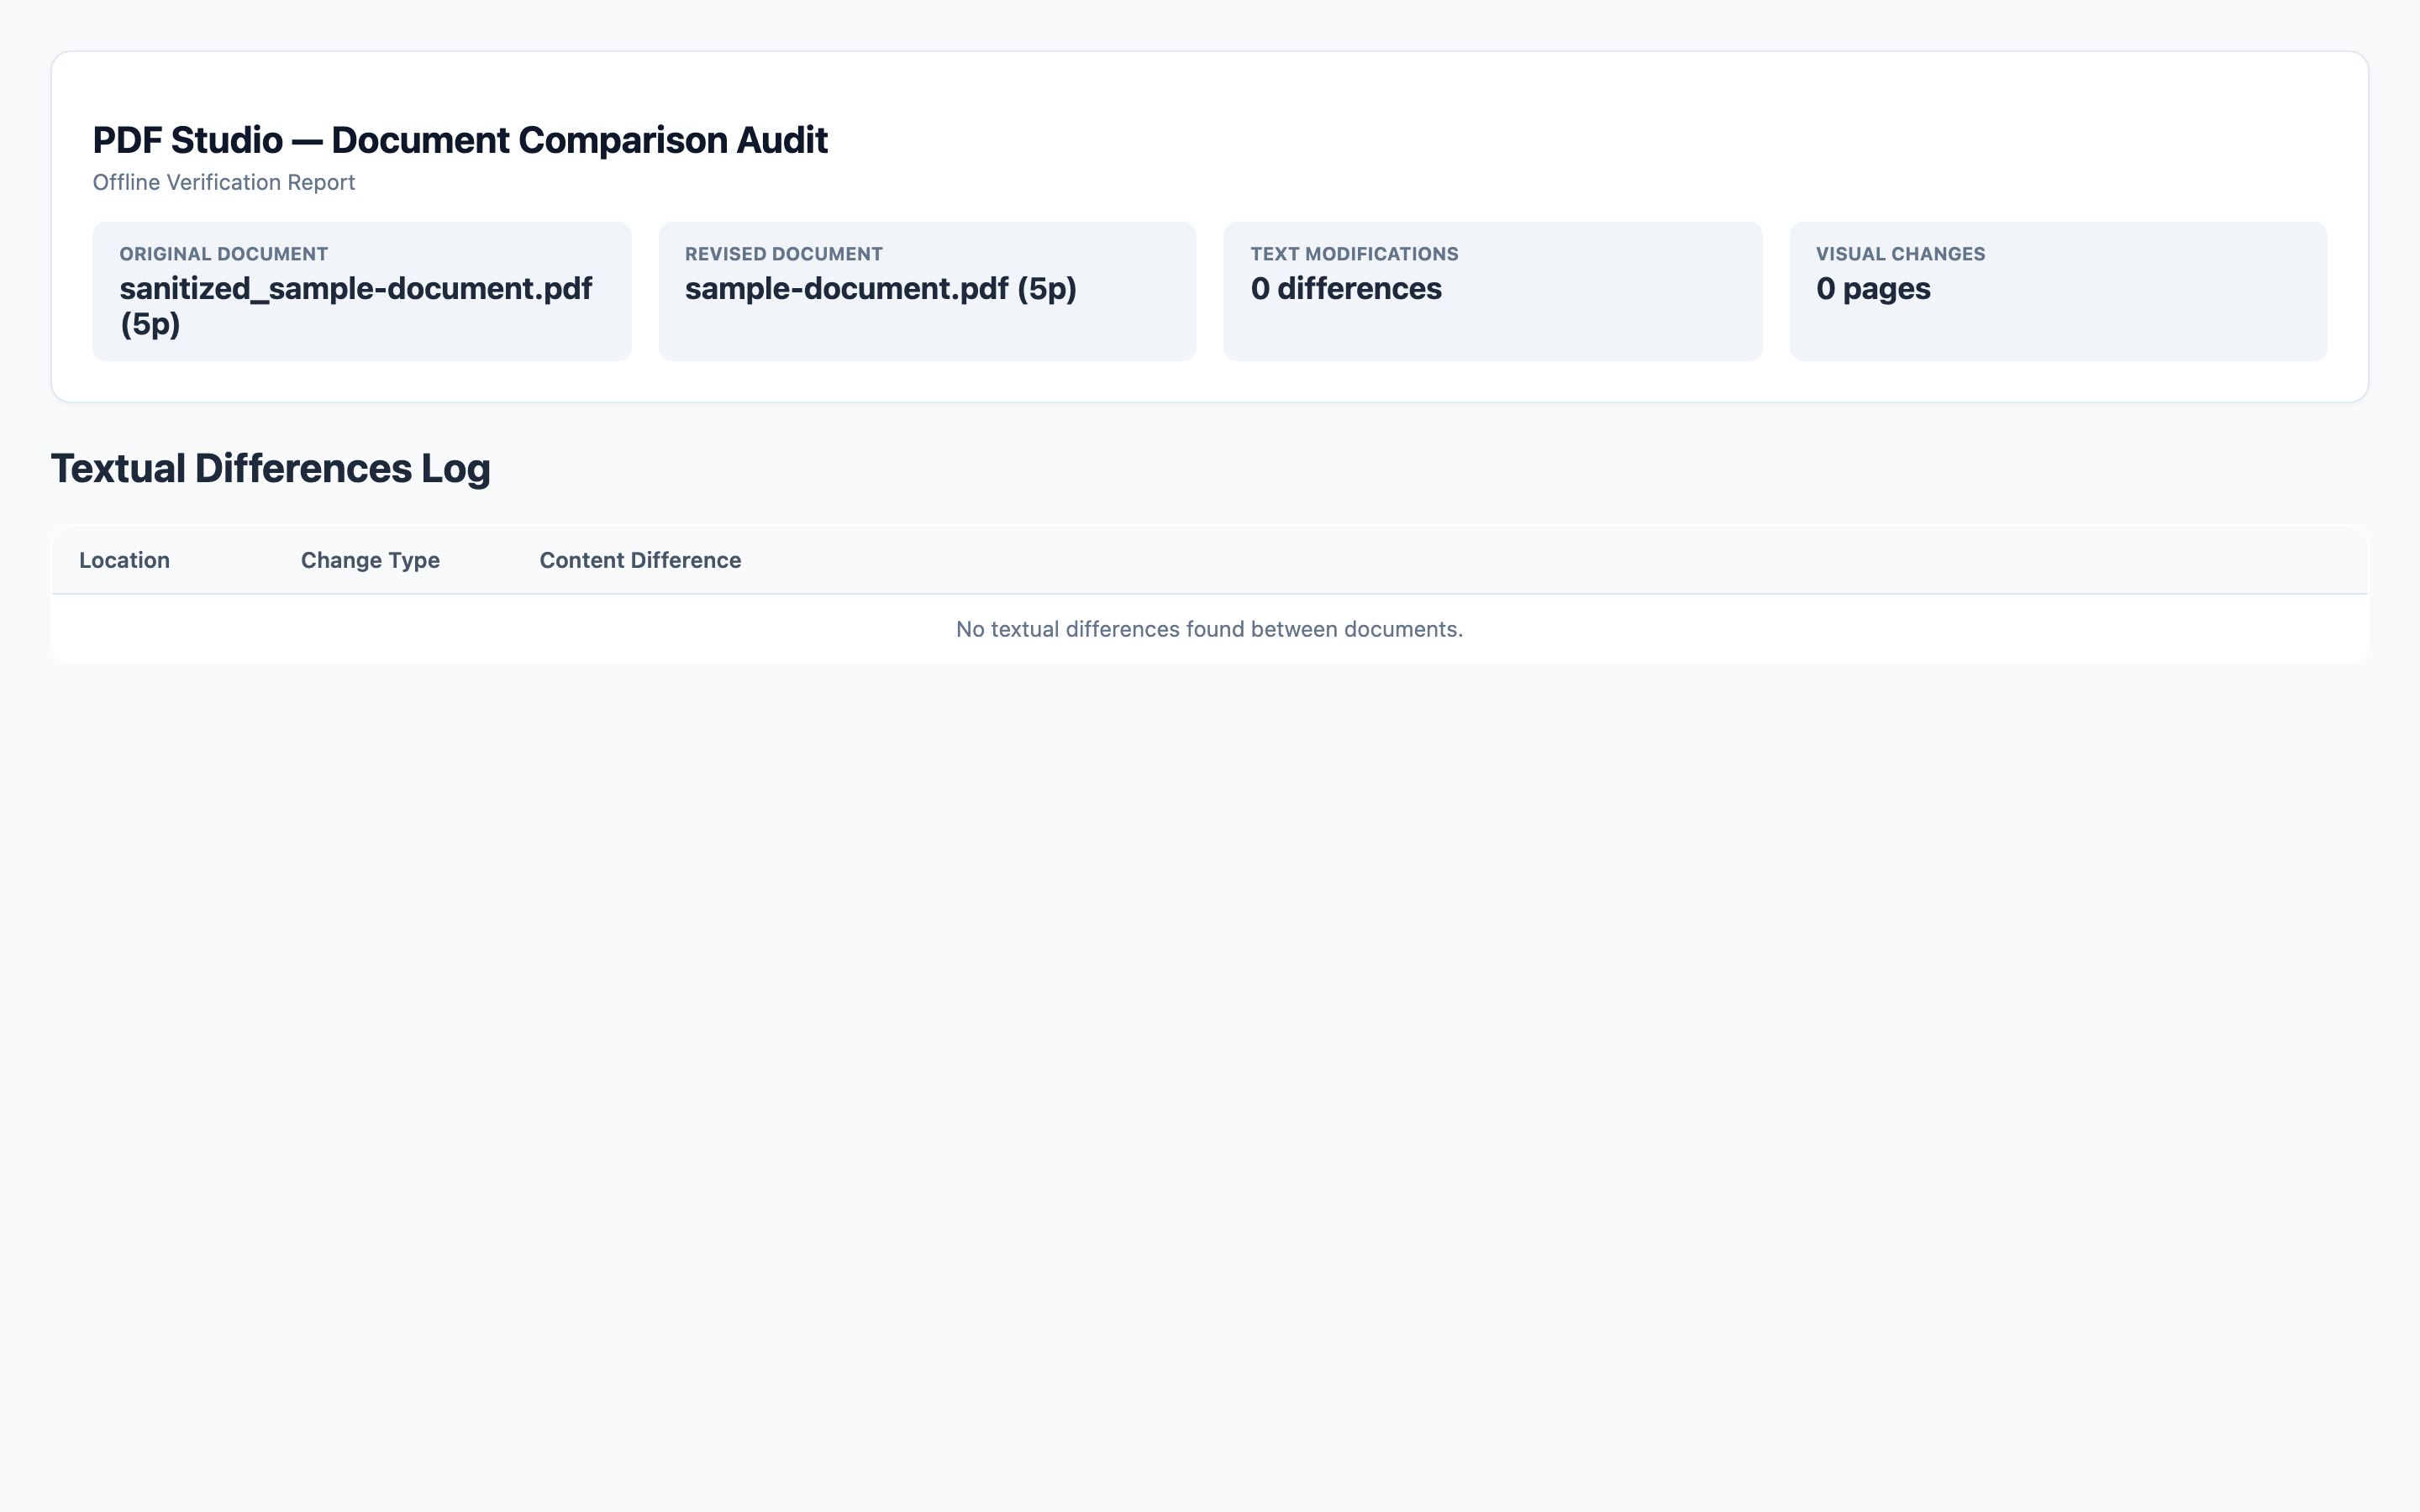 PDF Studio — Document Comparison Audit
Offline Verification Report
ORIGINAL DOCUMENT
sanitized_sample-document.pdf
(5p)
REVISED DOCUMENT
sample-document.pdf (5p)
TEXT MODIFICATIONS
0 differences
VISUAL CHANGES
0 pages
Textual Differences Log
Location Change Type Content Difference
No textual differences found between documents.